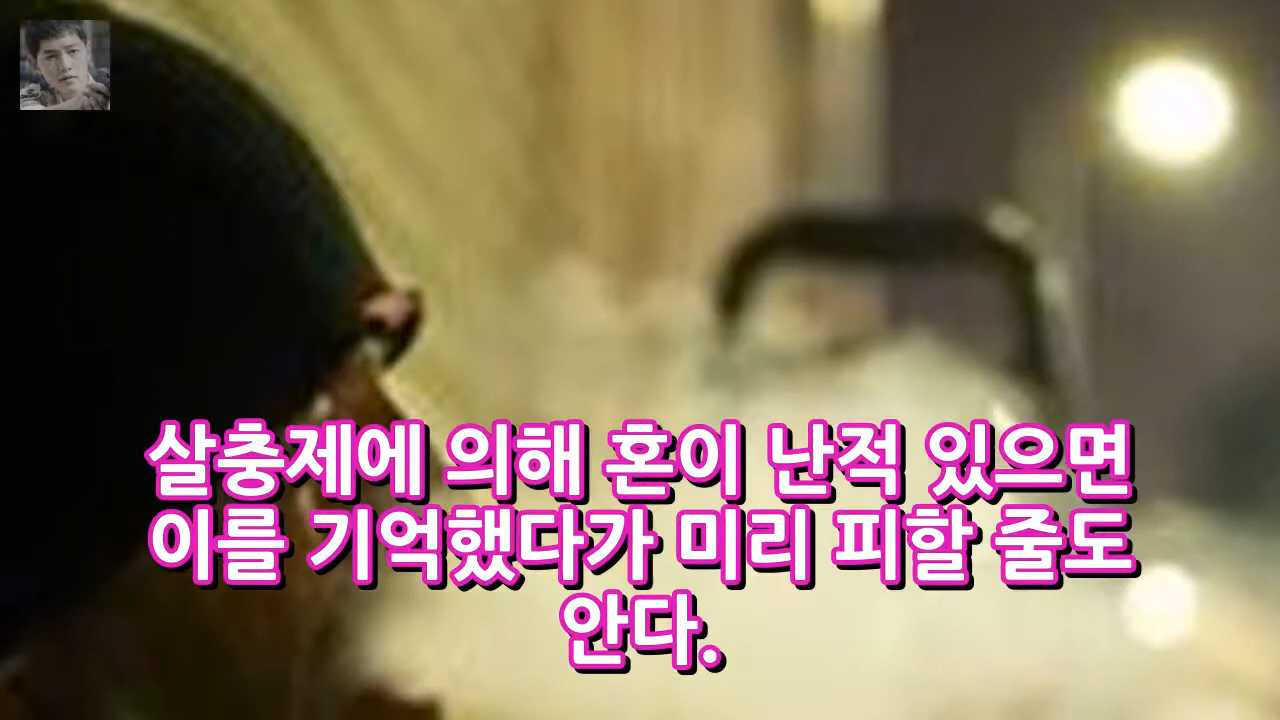 살충제에 의해 혼이 난적 있으면
이를 기억했다가 미리 피할 줄도
안다.